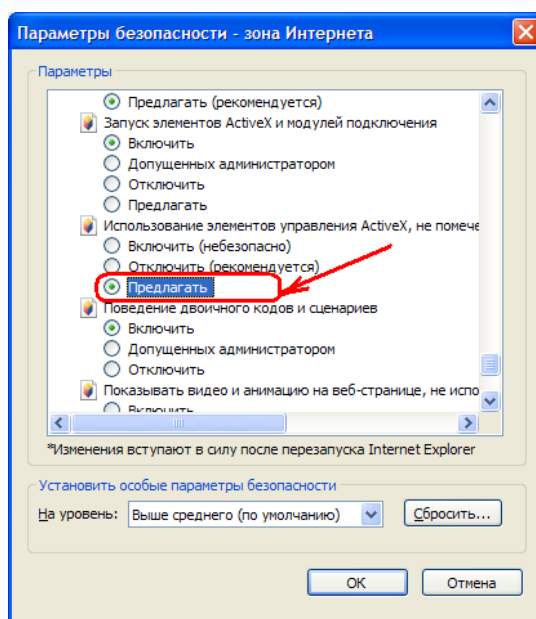 Параметры безопасности - зона Интернета
Параметры
Предлагать (рекомендуется)
Запуск элементов ActiveX и модулей подключения
Включить
Допущенных администратором
Отключить
Предлагать
Использование элементов управления ActiveX, не помече
Включить (небезопасно)
Отключить (рекомендуется)
Предлагать
Поведение двоичного кодов и сценариев
Включить
Допущенных администратором
Отключить
Показывать видео и анимацию на веб-странице, не испо
Включить
*Изменения вступают в силу после перезапуска Internet Explorer
Установить особые параметры безопасности
На уровень: Выше среднего (по умолчанию) Сбросить...
ОК Отмена